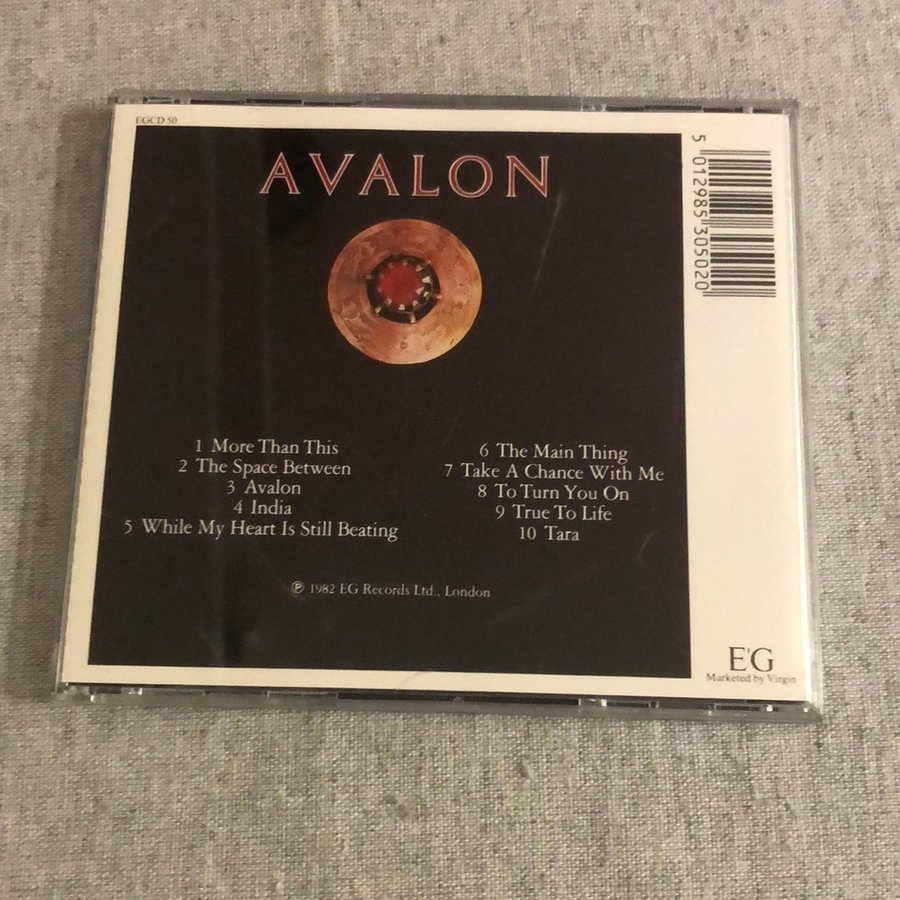 EGCD 50
AVALON
1 More Than This
2 The Space Between
3 Avalon
4 India
5 While My Heart Is Still Beating
6 The Main Thing
7 Take A Chance With Me
8 To Turn You On
9 True To Life
10 Tara
℗ 1982 EG Records Ltd., London
5 012985 305020
E'G
Marketed by Virgin